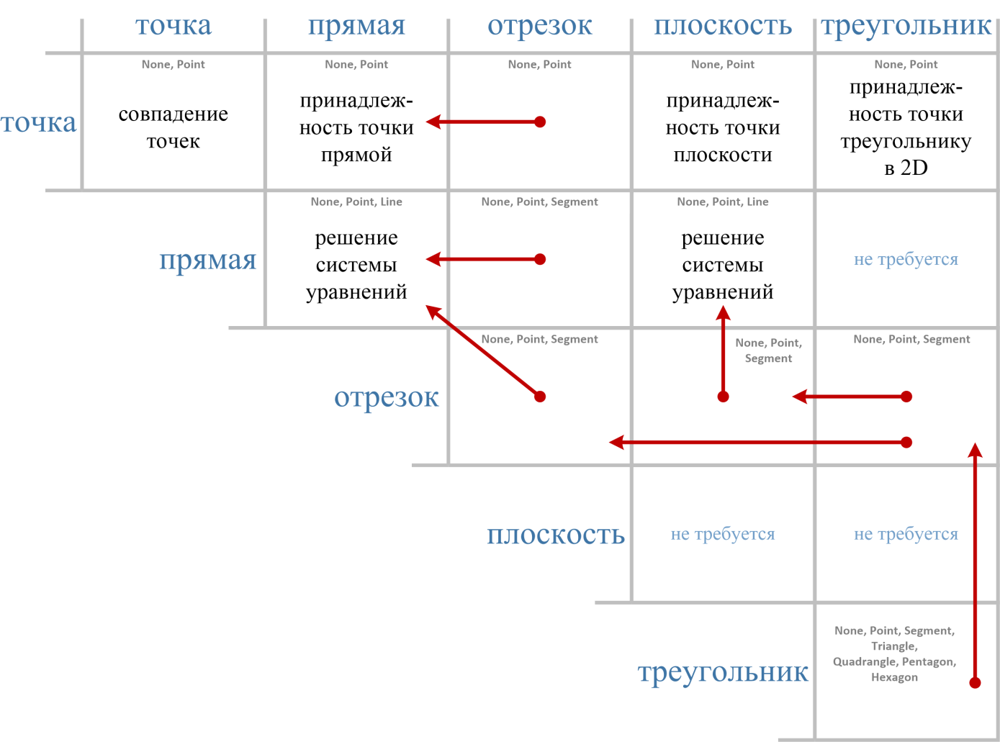 точка
прямая
отрезок
плоскость
треугольник
точка
None, Point
совпадение
точек
None, Point
принадлеж-
ность точки
прямой
None, Point
None, Point
принадлеж-
ность точки
плоскости
None, Point
принадлеж-
ность точки
треугольнику
в 2D
прямая
None, Point, Line
решение
системы
уравнений
None, Point, Segment
None, Point, Line
решение
системы
уравнений
не требуется
отрезок
None, Point, Segment
None, Point,
Segment
None, Point, Segment
плоскость
не требуется
не требуется
треугольник
None, Point, Segment,
Triangle,
Quadrangle, Pentagon,
Hexagon